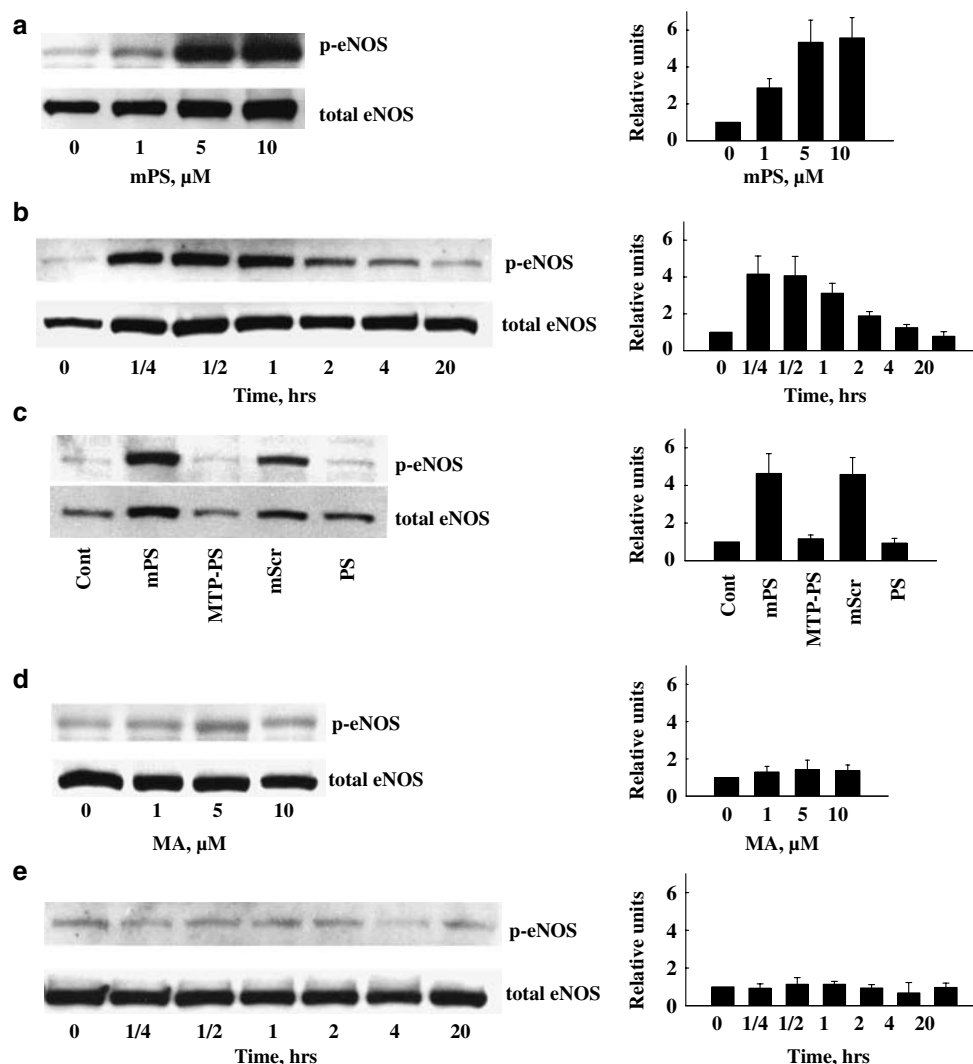 a
p-eNOS
total eNOS
0 1 5 10
mPS, µM
Relative units
6
4
2
0
0 1 5 10
mPS, µM
b
p-eNOS
total eNOS
0 1/4 1/2 1 2 4 20
Time, hrs
Relative units
6
4
2
0
0 1/4 1/2 1 2 4 20
Time, hrs
c
p-eNOS
total eNOS
Cont mPS MTP-PS mScr PS
Relative units
6
4
2
0
Cont mPS MTP-PS mScr PS
d
p-eNOS
total eNOS
0 1 5 10
MA, µM
Relative units
6
4
2
0
0 1 5 10
MA, µM
e
p-eNOS
total eNOS
0 1/4 1/2 1 2 4 20
Time, hrs
Relative units
6
4
2
0
0 1/4 1/2 1 2 4 20
Time, hrs